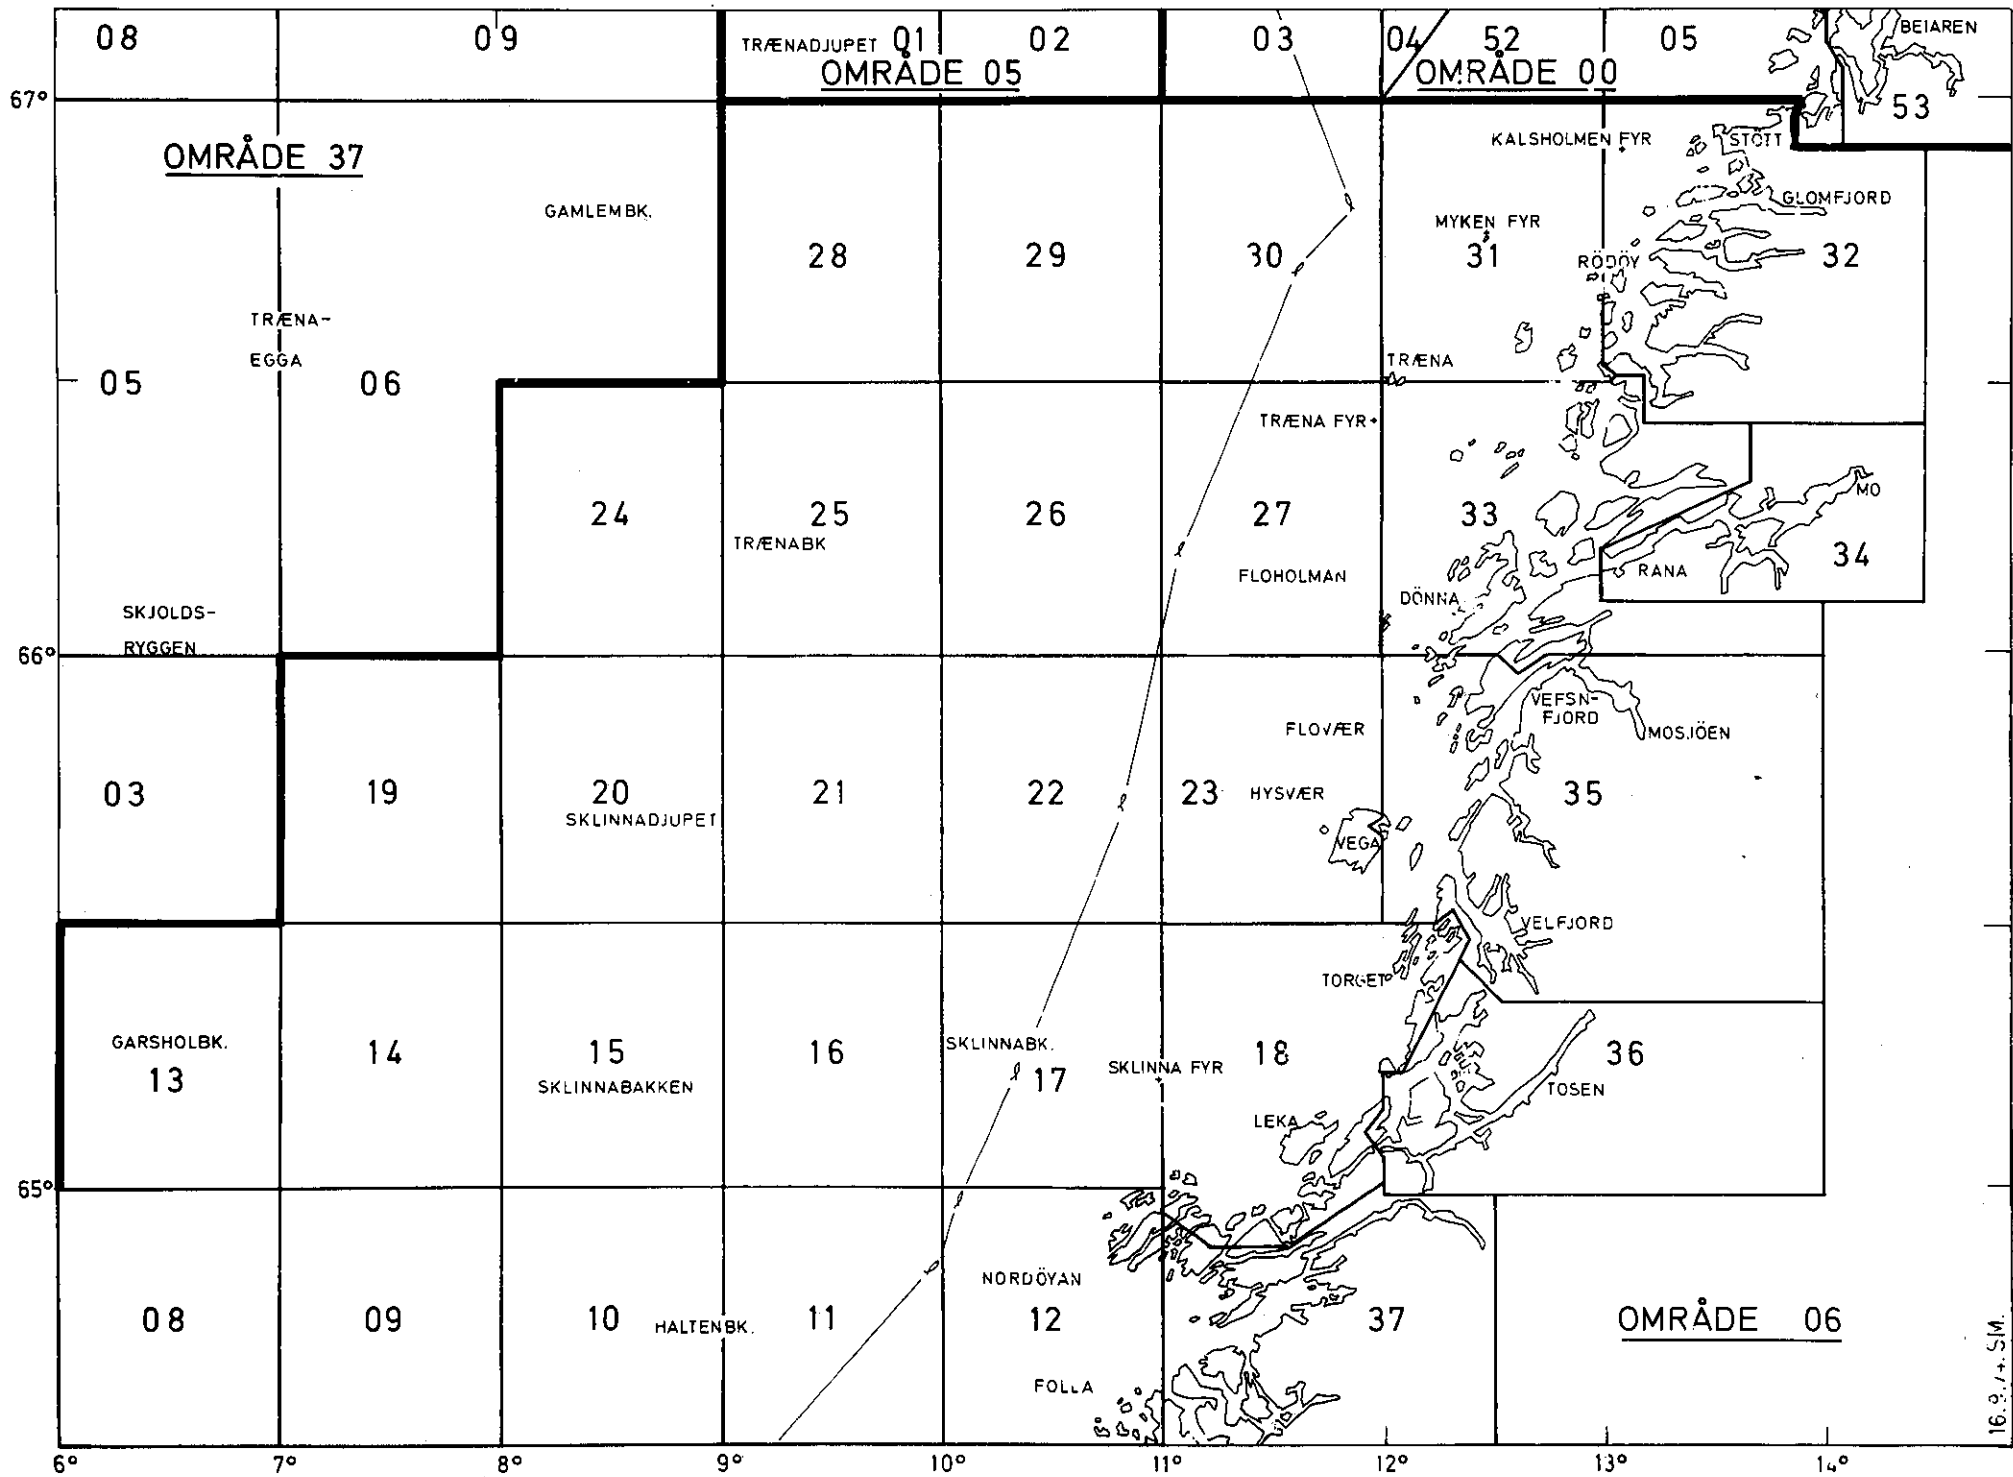 08 09 TRÆNADJUPET 01 02 03 04 52 05 BEIAREN
OMRÅDE 05 OMRÅDE 00
67° 53
OMRÅDE 37 KALSHOLMEN FYR STÖTT
GAMLEMBK. MYKEN FYR GLOMFJORD
28 29 30 31 RÖDÖY 32
TRÆNA-
EGGA TRÆNA
05 06
TRÆNA FYR
24 25 26 27 33 MO
TRÆNABK 34
FLOHOLMAN RANA
DÖNNA
SKJOLDS-
RYGGEN
66°
VEFSN-
FJORD
FLOVÆR MOSJÖEN
03 19 20 21 22 23 HYSVÆR 35
SKLINNADJUPET
VEGA
VELFJORD
TORGET
GARSHOLBK. 14 15 16 SKLINNABK. 18 36
13 SKLINNABAKKEN 17 SKLINNA FYR TOSEN
LEKA
65°
NORDÖYAN
08 09 10 HALTENBK. 11 12 37 OMRÅDE 06
FOLLA
6° 7° 8° 9° 10° 11° 12° 13° 14°